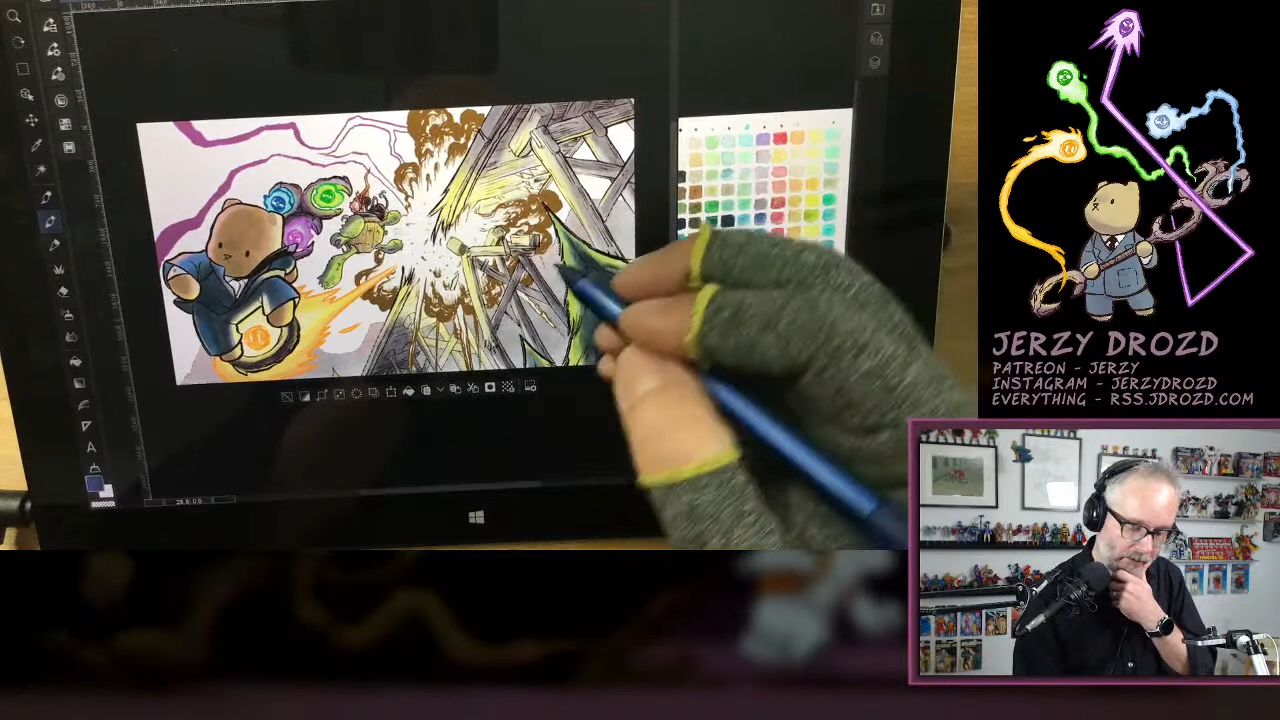 JERZY DROZD
PATREON - JERZY
INSTAGRAM - JERZYDROZD
EVERYTHING - RSS.JDROZD.COM